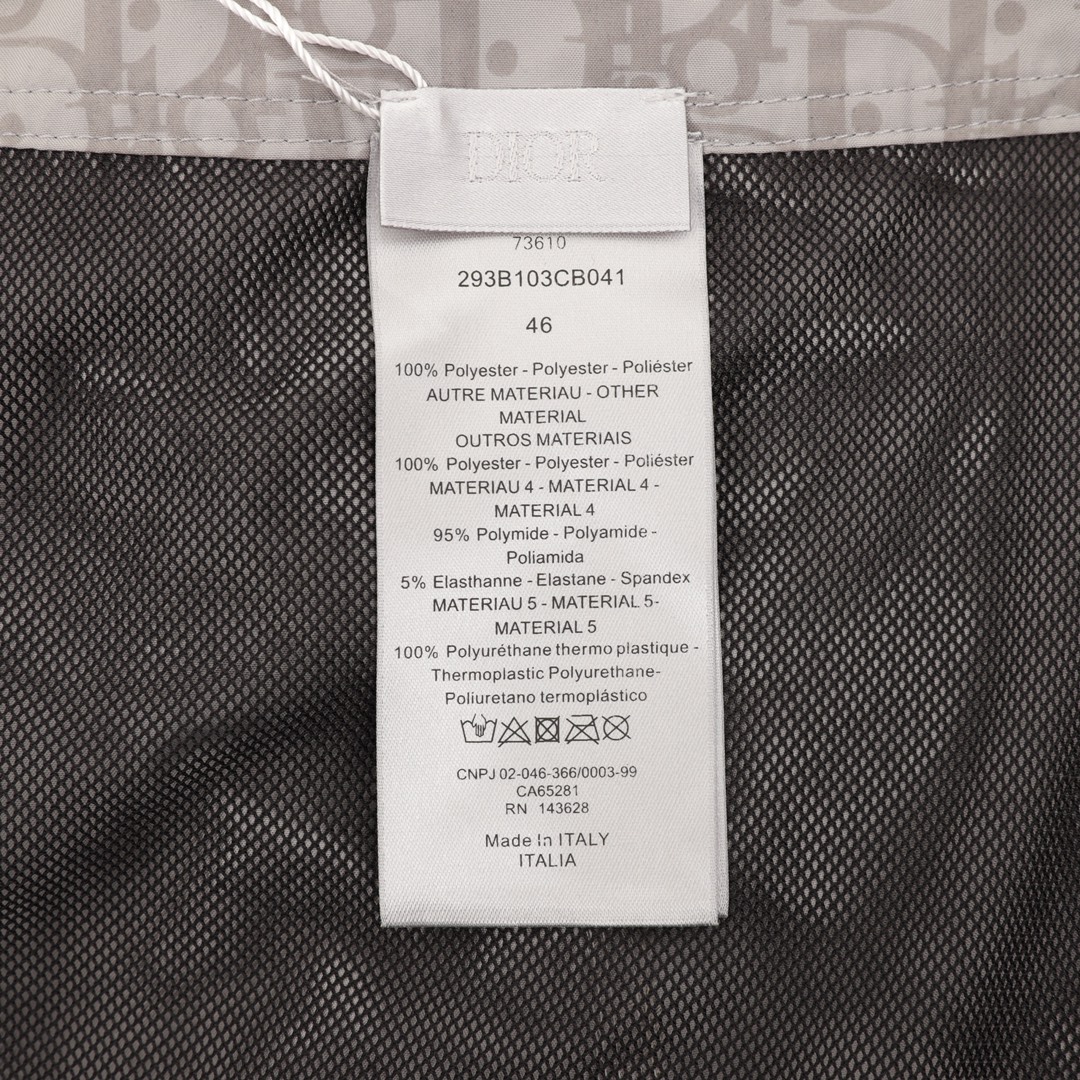 DIOR
73610
293B103CB041
46
100% Polyester - Polyester - Poliéster
AUTRE MATERIAU - OTHER
MATERIAL
OUTROS MATERIAIS
100% Polyester - Polyester - Poliéster
MATERIAU 4 - MATERIAL 4 -
MATERIAL 4
95% Polymide - Polyamide -
Poliamida
5% Elasthanne - Elastane - Spandex
MATERIAU 5 - MATERIAL 5-
MATERIAL 5
100% Polyuréthane thermo plastique -
Thermoplastic Polyurethane-
Poliuretano termoplástico
CNPJ 02-046-366/0003-99
CA65281
RN 143628
Made In ITALY
ITALIA